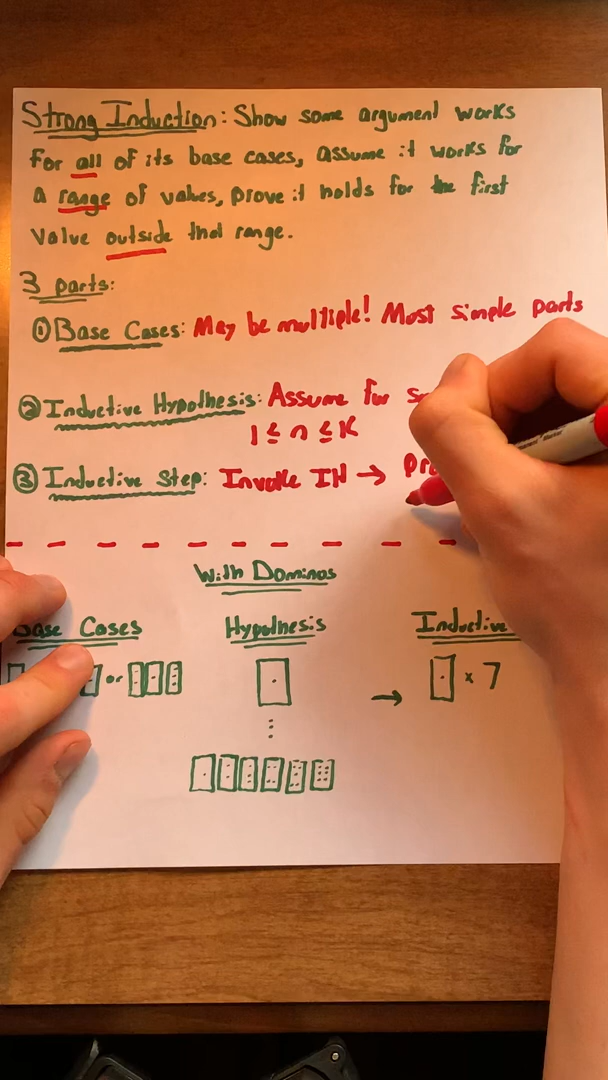 Strong Induction: Show some argument works
for all of its base cases, assume it works for
a range of values, prove it holds for the first
value outside that range.
3 parts:
① Base Cases: May be multiple! Most simple parts
② Inductive Hypothesis: Assume for
1 ≤ n ≤ K
③ Inductive Step: Invoke IH →
With Dominos
Base Cases Hypothesis Inductive
or
→ x 7